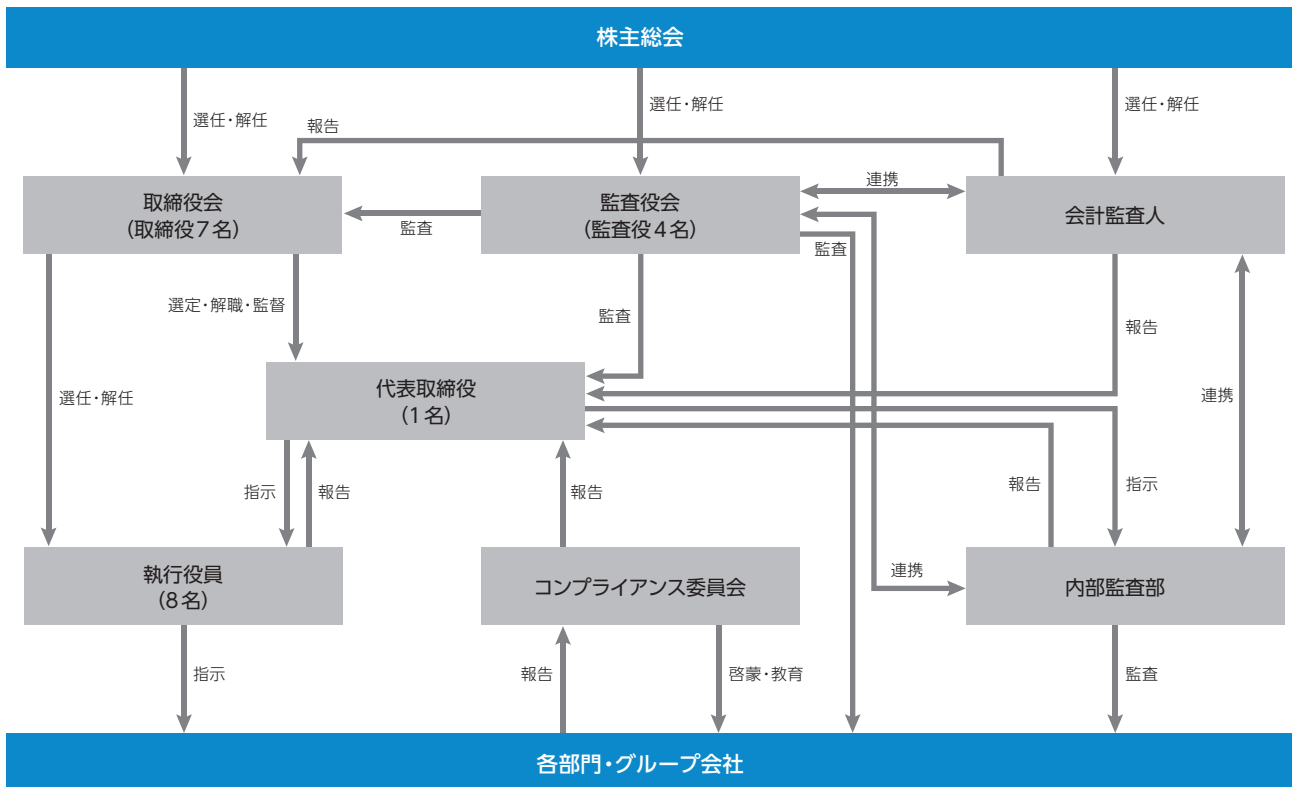 株主総会
選任・解任
選任・解任
選任・解任
報告
取締役会
(取締役7名)
監査
監査役会
(監査役4名)
連携
会計監査人
監査
選定・解職・監督
監査
報告
選任・解任
代表取締役
(1名)
連携
指示
報告
報告
報告
指示
執行役員
(8名)
コンプライアンス委員会
連携
内部監査部
指示
報告
啓蒙・教育
監査
各部門・グループ会社